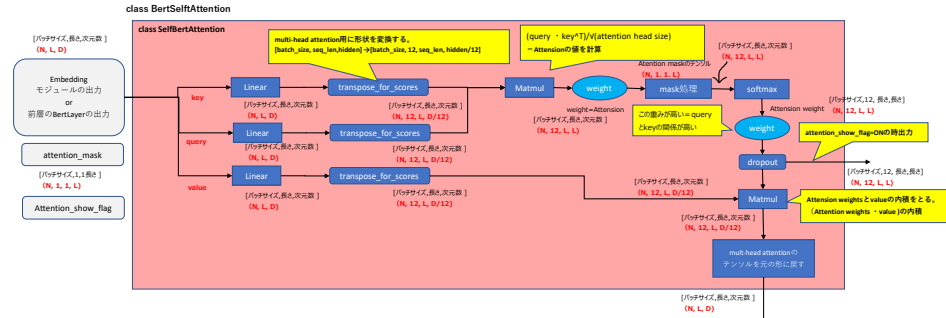 class BertSelftAttention
class SelfBertAttention
[バッチサイズ,長さ,次元数 ]
(N, L, D)
Embedding
モジュールの出力
or
前層のBertLayerの出力
attention_mask
[バッチサイズ,1,1長さ]
(N, 1, 1, L)
Attention_show_flag
multi-head attention用に形状を変換する。
[batch_size, seq_len,hidden]→[batch_size, 12, seq_len, hidden/12]
(query ・key^T)/√(attention head size)
＝Attensionの値を計算
[バッチサイズ,長さ,次元数 ]
(N, 12, L, L)
Atention maskのテンソル
(N, 1, 1, L)
key
Linear
transpose_for_scores
Matmul
weight
mask処理
softmax
[バッチサイズ,長さ,次元数 ]
(N, L, D)
[バッチサイズ,長さ,次元数 ]
(N, 12, L, D/12)
weight=Attension
[バッチサイズ,長さ,次元数 ]
(N, 12, L, L)
この重みが高い＝query
とkeyの関係が高い
Attension weight
weight
[バッチサイズ,12, 長さ,長さ ]
(N, 12, L, L)
attention_show_flag=ONの時出力
query
Linear
transpose_for_scores
[バッチサイズ,長さ,次元数 ]
(N, L, D)
[バッチサイズ,長さ,次元数 ]
(N, 12, L, D/12)
dropout
[バッチサイズ,12, 長さ,長さ]
(N, 12, L, L)
value
Linear
transpose_for_scores
[バッチサイズ,長さ,次元数 ]
(N, L, D)
[バッチサイズ,長さ,次元数 ]
(N, 12, L, D/12)
[バッチサイズ,長さ,次元数 ]
(N, 12, L, D/12)
Matmul
Attension weightsとvalueの内積をとる。
（Attention weights ・value )の内積
[バッチサイズ,長さ,次元数 ]
(N, 12, L, D/12)
mult-head attentionの
テンソルを元の形に戻す
[バッチサイズ,長さ,次元数 ]
(N, L, D)